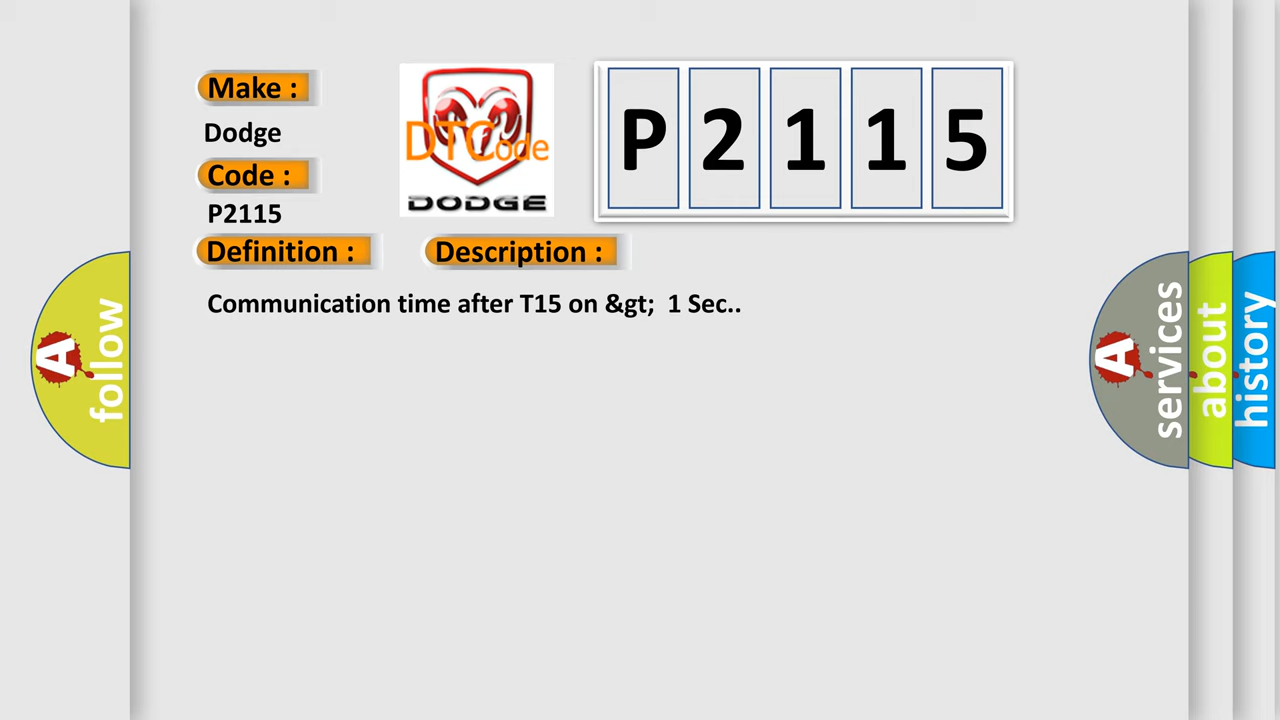 Make :
Dodge
Code :
P2115
Definition :
Description :
Communication time after T15 on &gt; 1 Sec..
DTCode
DODGE
P 2 1 1 5
A follow
A services
about
history